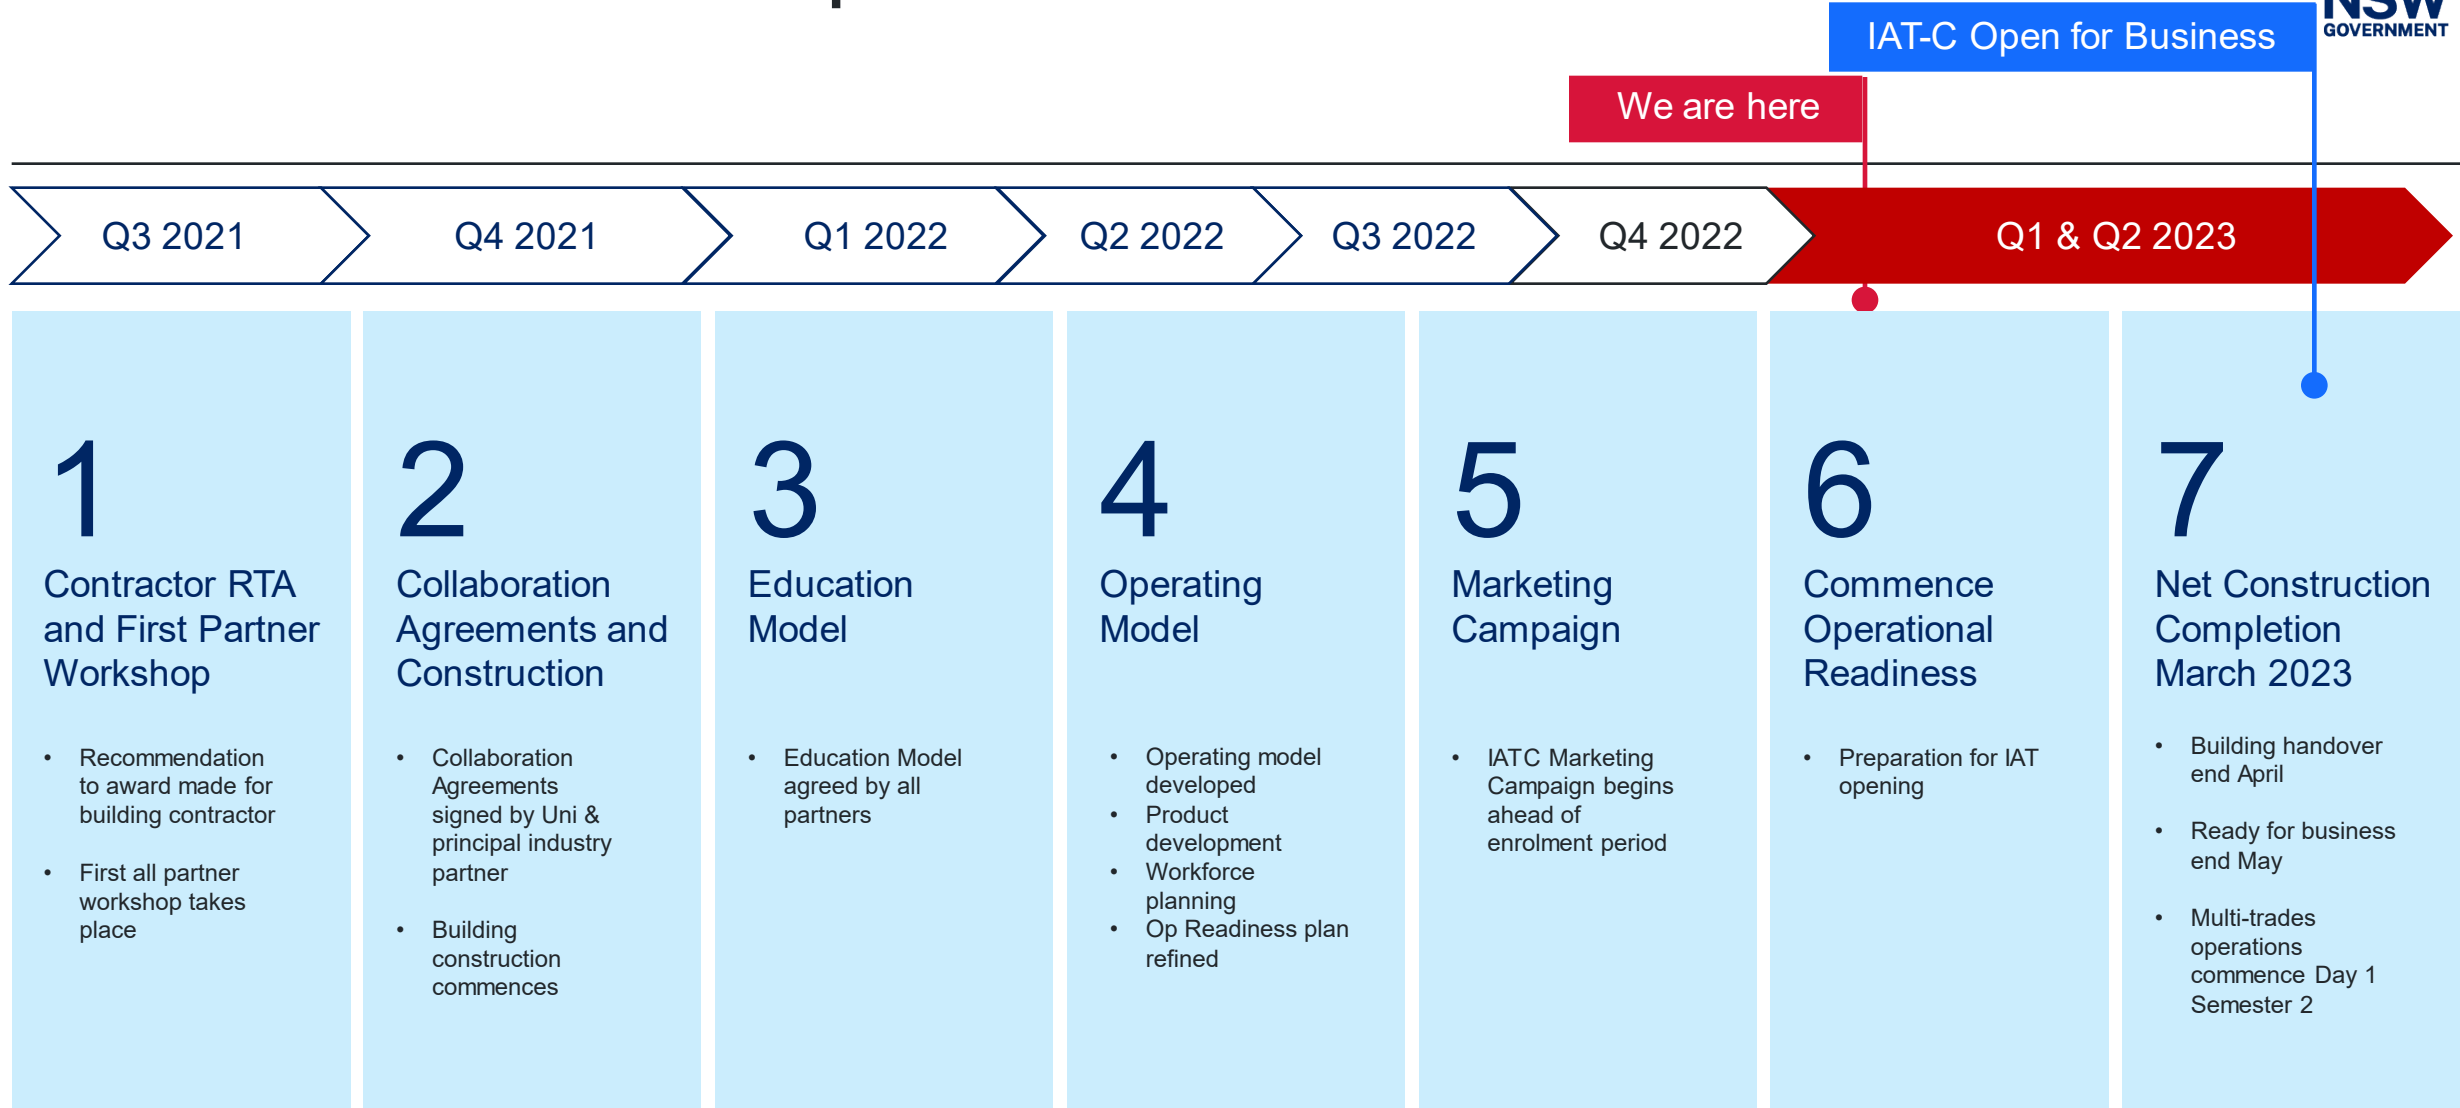 NSW
GOVERNMENT
IAT-C Open for Business
We are here
Q3 2021
Q4 2021
Q1 2022
Q2 2022
Q3 2022
Q4 2022
Q1 & Q2 2023
1
Contractor RTA
and First Partner
Workshop
• Recommendation
to award made for
building contractor
• First all partner
workshop takes
place
2
Collaboration
Agreements and
Construction
• Collaboration
Agreements
signed by Uni &
principal industry
partner
• Building
construction
commences
3
Education
Model
• Education Model
agreed by all
partners
4
Operating
Model
• Operating model
developed
• Product
development
• Workforce
planning
• Op Readiness plan
refined
5
Marketing
Campaign
• IATC Marketing
Campaign begins
ahead of
enrolment period
6
Commence
Operational
Readiness
• Preparation for IAT
opening
7
Net Construction
Completion
March 2023
• Building handover
end April
• Ready for business
end May
• Multi-trades
operations
commence Day 1
Semester 2